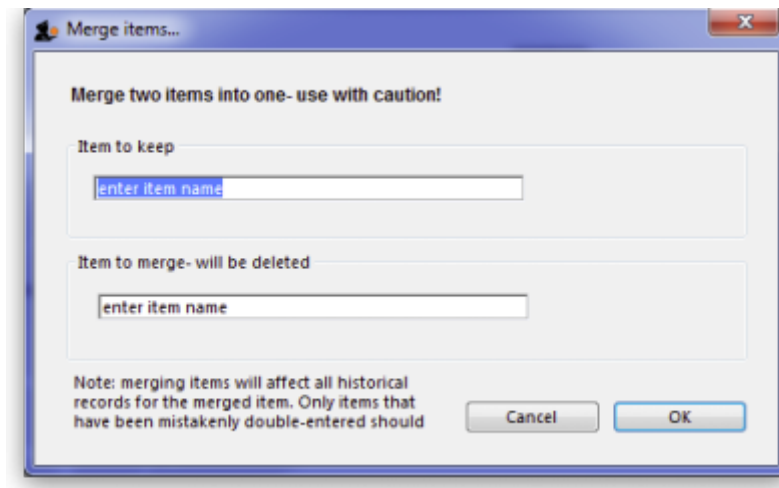 Merge items...
Merge two items into one- use with caution!
Item to keep
enter item name
Item to merge- will be deleted
enter item name
Note: merging items will affect all historical
records for the merged item. Only items that
have been mistakenly double-entered should
Cancel
OK